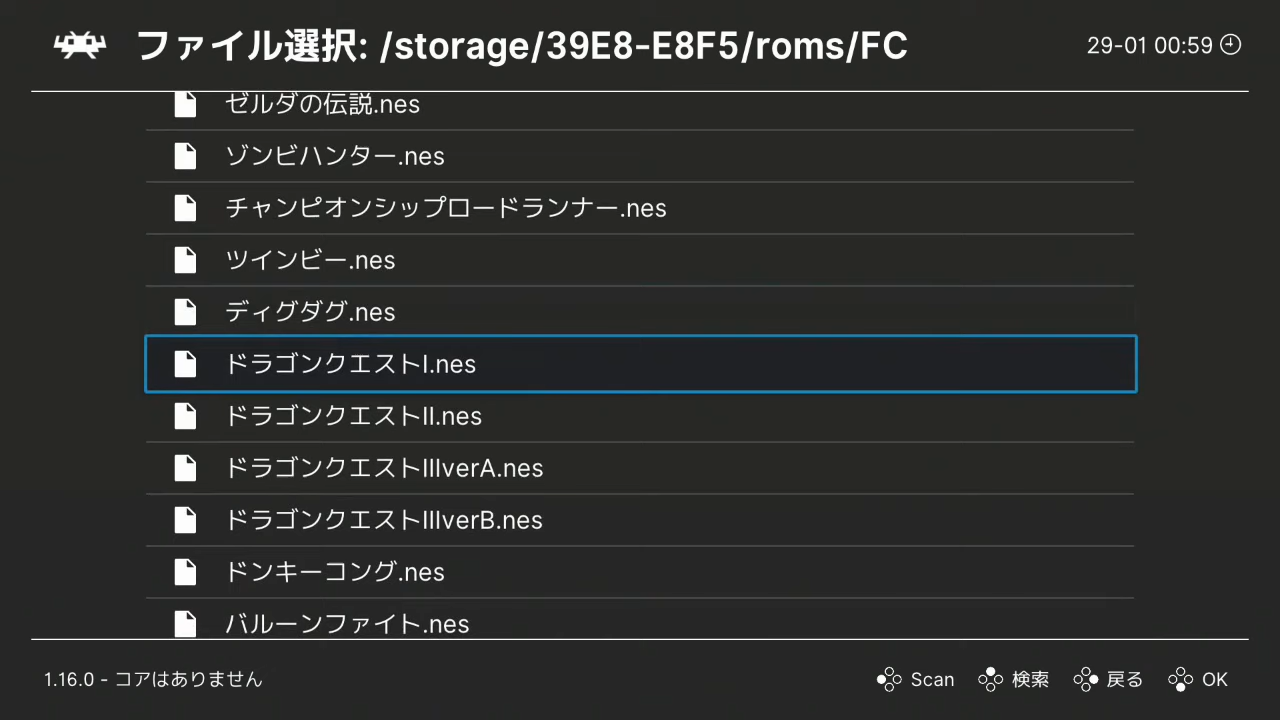 ファイル選択: /storage/39E8-E8F5/roms/FC
29-01 00:59
ゼルダの伝説.nes
ゾンビハンター.nes
チャンピオンシップロードランナー.nes
ツインビー.nes
ディグダグ.nes
ドラゴンクエストI.nes
ドラゴンクエストII.nes
ドラゴンクエストIIIverA.nes
ドラゴンクエストIIIverB.nes
ドンキーコング.nes
バルーンファイト.nes
1.16.0 - コアはありません
Scan 検索 戻る OK